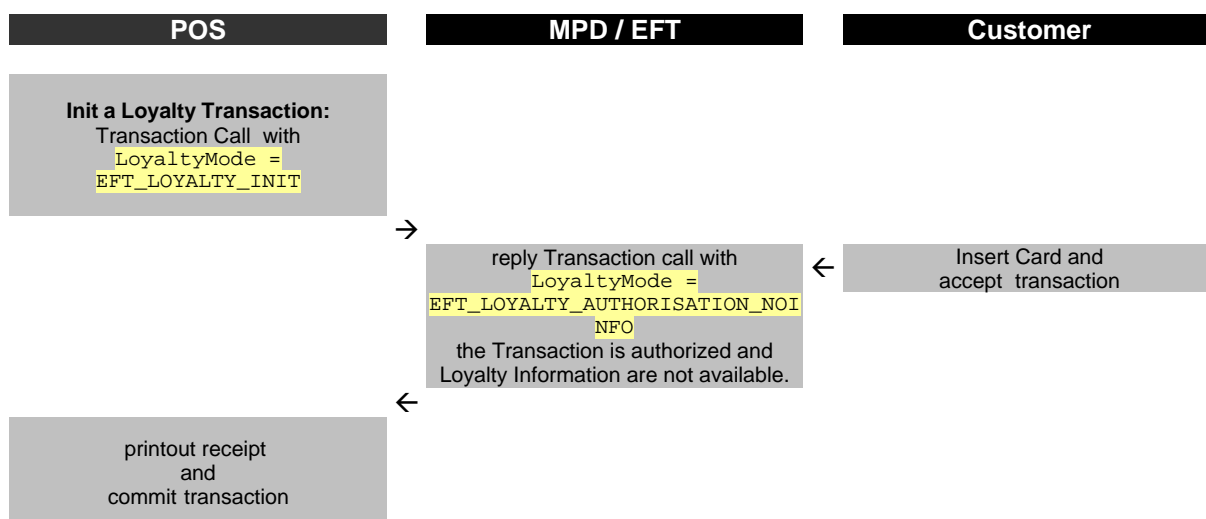 POS
MPD / EFT
Customer
Init a Loyalty Transaction:
Transaction Call with
LoyaltyMode =
EFT_LOYALTY_INIT
→
reply Transaction call with
LoyaltyMode =
EFT_LOYALTY_AUTHORISATION_NOI
NFO
the Transaction is authorized and
Loyalty Information are not available.
←
Insert Card and
accept transaction
←
printout receipt
and
commit transaction